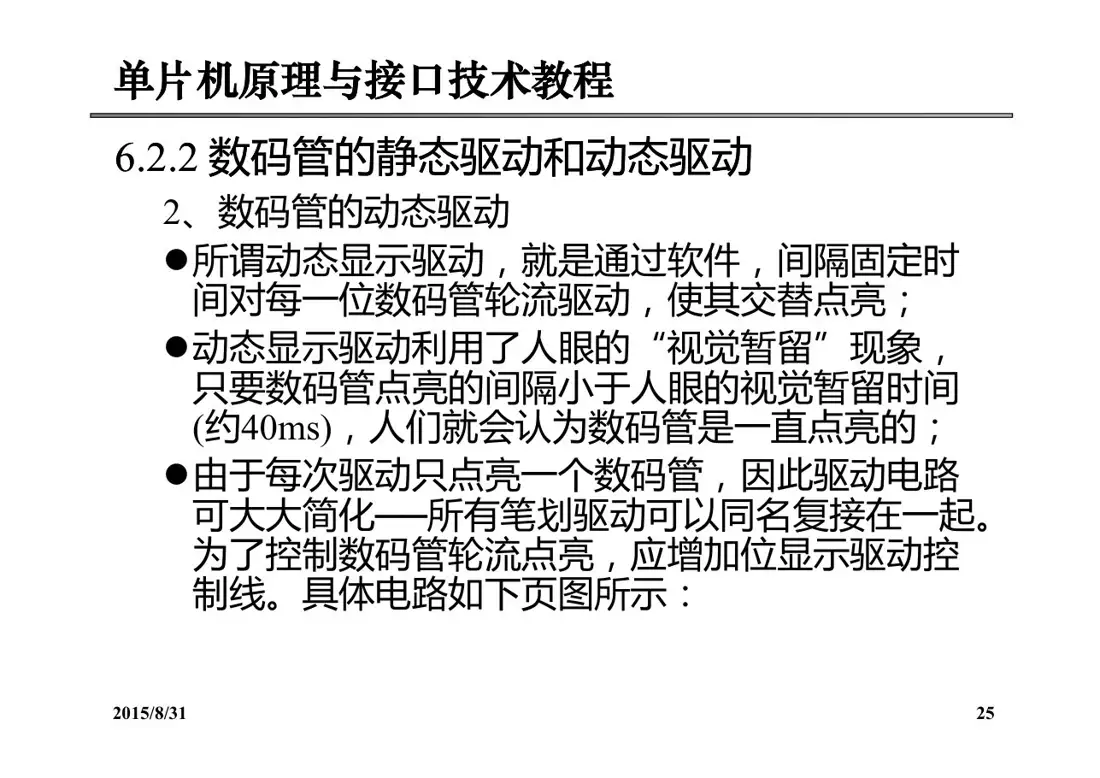 单片机原理与接口技术教程
6.2.2 数码管的静态驱动和动态驱动
2、数码管的动态驱动
●所谓动态显示驱动，就是通过软件，间隔固定时
间对每一位数码管轮流驱动，使其交替点亮；
●动态显示驱动利用了人眼的“视觉暂留”现象，
只要数码管点亮的间隔小于人眼的视觉暂留时间
(约40ms)，人们就会认为数码管是一直点亮的；
●由于每次驱动只点亮一个数码管，因此驱动电路
可大大简化──所有笔划驱动可以同名复接在一起。
为了控制数码管轮流点亮，应增加位显示驱动控
制线。具体电路如下页图所示：
2015/8/31
25